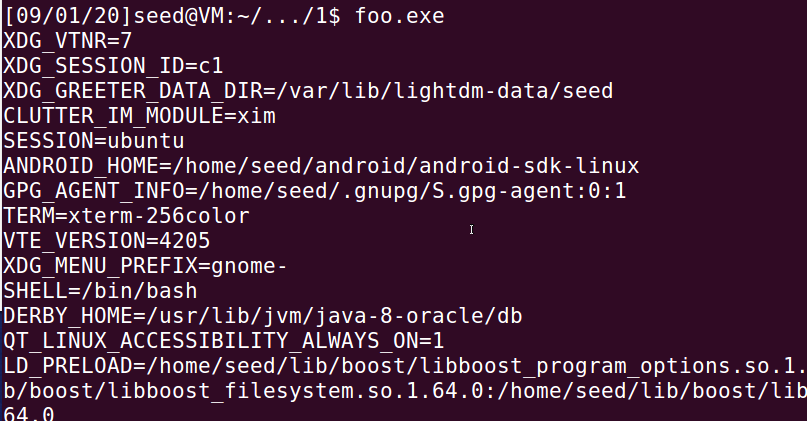 [09/01/20]seed@VM:~/.../1$ foo.exe
XDG_VTNR=7
XDG_SESSION_ID=c1
XDG_GREETER_DATA_DIR=/var/lib/lightdm-data/seed
CLUTTER_IM_MODULE=xim
SESSION=ubuntu
ANDROID_HOME=/home/seed/android/android-sdk-linux
GPG_AGENT_INFO=/home/seed/.gnupg/S.gpg-agent:0:1
TERM=xterm-256color
VTE_VERSION=4205
XDG_MENU_PREFIX=gnome-
SHELL=/bin/bash
DERBY_HOME=/usr/lib/jvm/java-8-oracle/db
QT_LINUX_ACCESSIBILITY_ALWAYS_ON=1
LD_PRELOAD=/home/seed/lib/boost/libboost_program_options.so.1.
b/boost/libboost_filesystem.so.1.64.0:/home/seed/lib/boost/lib
64.0